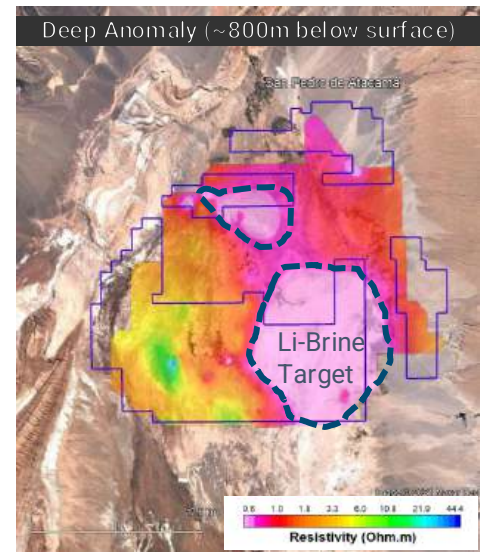 Deep Anomaly (~800m below surface)
San Pedro de Atacama
Li-Brine
Target
0.6 1.0 1.8 3.3 6.0 10.8 21.9 44.4
Resistivity (Ohm.m)